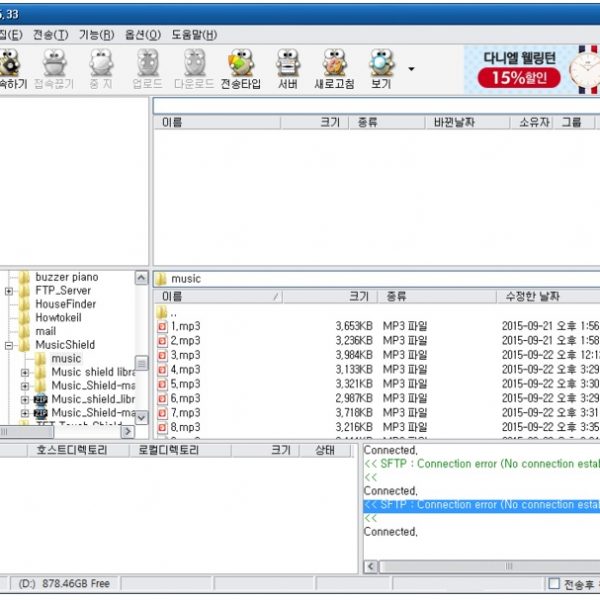 5,33
집(E) 전송(T) 기능(R) 옵션(O) 도움말(H)
속하기 접속끊기 중 지 업로드 다운로드 전송타입 서버 새로고침 보기
다니엘 웰링턴
15%할인
이름 크기 종류 바뀐날짜 소유자 그룹
buzzer piano
FTP_Server
HouseFinder
Howtokeil
mail
MusicShield
music
Music shield libra
Music_Shield-ma
Music_shield_libr
Music_Shield-ma
TFT Touch Shield
music
이름 / 크기 종류 수정한 날짜
..
1.mp3 3,653KB MP3 파일 2015-09-21 오후 1:56
2.mp3 3,236KB MP3 파일 2015-09-21 오후 1:58
3.mp3 3,984KB MP3 파일 2015-09-22 오후 12:13
4.mp3 3,133KB MP3 파일 2015-09-22 오후 3:29
5.mp3 3,321KB MP3 파일 2015-09-22 오후 3:30
6.mp3 2,987KB MP3 파일 2015-09-22 오후 3:29
7.mp3 3,718KB MP3 파일 2015-09-22 오후 3:31
8.mp3 3,216KB MP3 파일 2015-09-22 오후 3:35
호스트디렉토리 로컬디렉토리 크기 상태
Connected.
<< SFTP : Connection error (No connection estal
<<
Connected.
<< SFTP : Connection error (No connection estal
<<
Connected.
(D:) 878.46GB Free
전송후